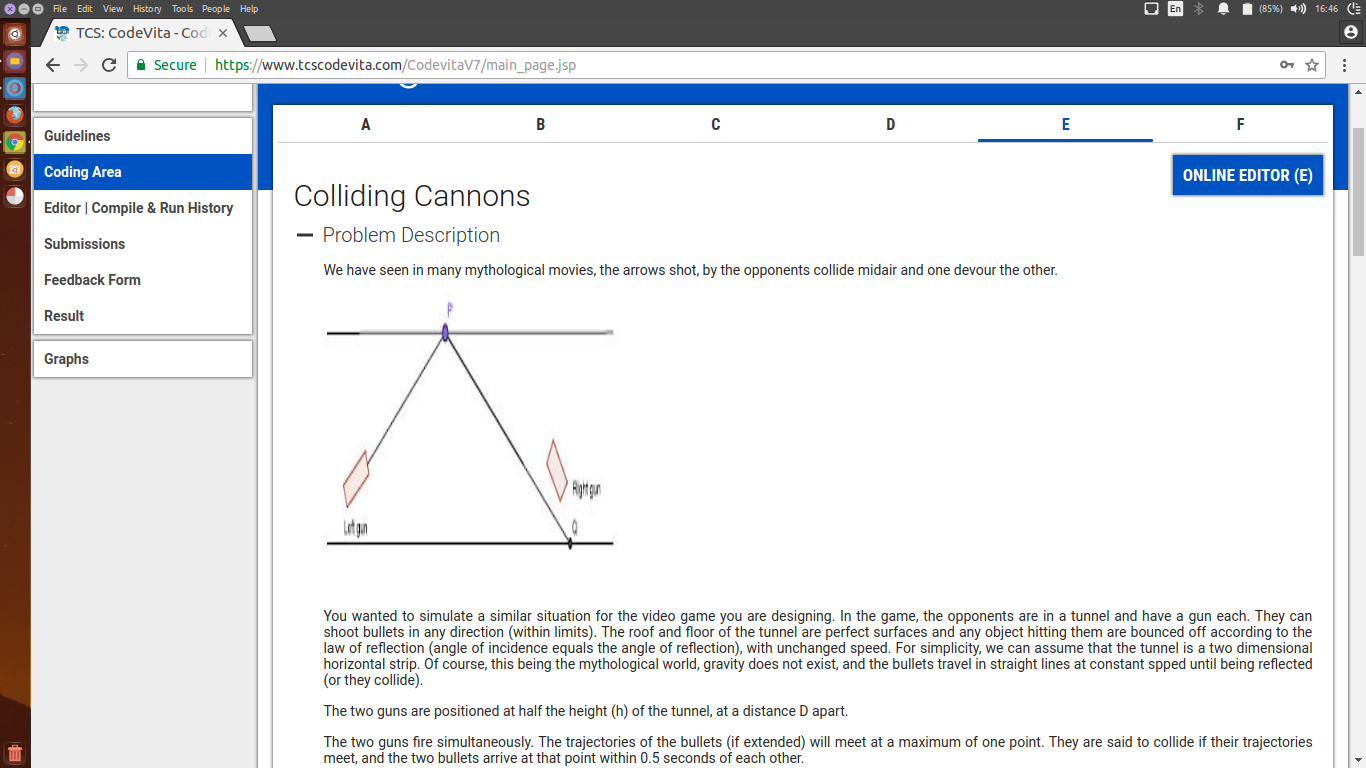 File Edit View History Tools People Help
En (85%) 16:46
TCS: CodeVita - Cod
Secure https://www.tcscodevita.com/CodevitaV7/main_page.jsp
Guidelines
Coding Area
Editor | Compile & Run History
Submissions
Feedback Form
Result
Graphs
A B C D E F
ONLINE EDITOR (E)
Colliding Cannons
Problem Description
We have seen in many mythological movies, the arrows shot, by the opponents collide midair and one devour the other.
P
Right gun
Left gun
Q
You wanted to simulate a similar situation for the video game you are designing. In the game, the opponents are in a tunnel and have a gun each. They can
shoot bullets in any direction (within limits). The roof and floor of the tunnel are perfect surfaces and any object hitting them are bounced off according to the
law of reflection (angle of incidence equals the angle of reflection), with unchanged speed. For simplicity, we can assume that the tunnel is a two dimensional
horizontal strip. Of course, this being the mythological world, gravity does not exist, and the bullets travel in straight lines at constant spped until being reflected
(or they collide).
The two guns are positioned at half the height (h) of the tunnel, at a distance D apart.
The two guns fire simultaneously. The trajectories of the bullets (if extended) will meet at a maximum of one point. They are said to collide if their trajectories
meet, and the two bullets arrive at that point within 0.5 seconds of each other.